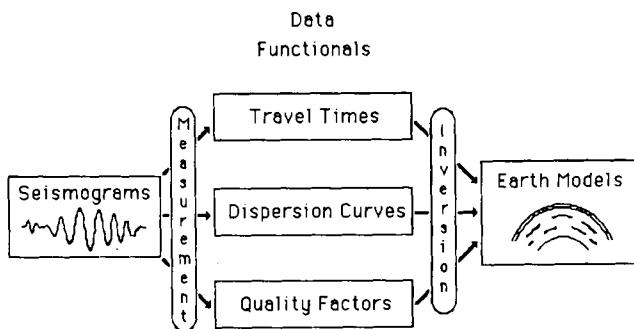 Data
Functionals
Travel Times
Measurement
Inversion
Seismograms
Earth Models
Dispersion Curves
Quality Factors